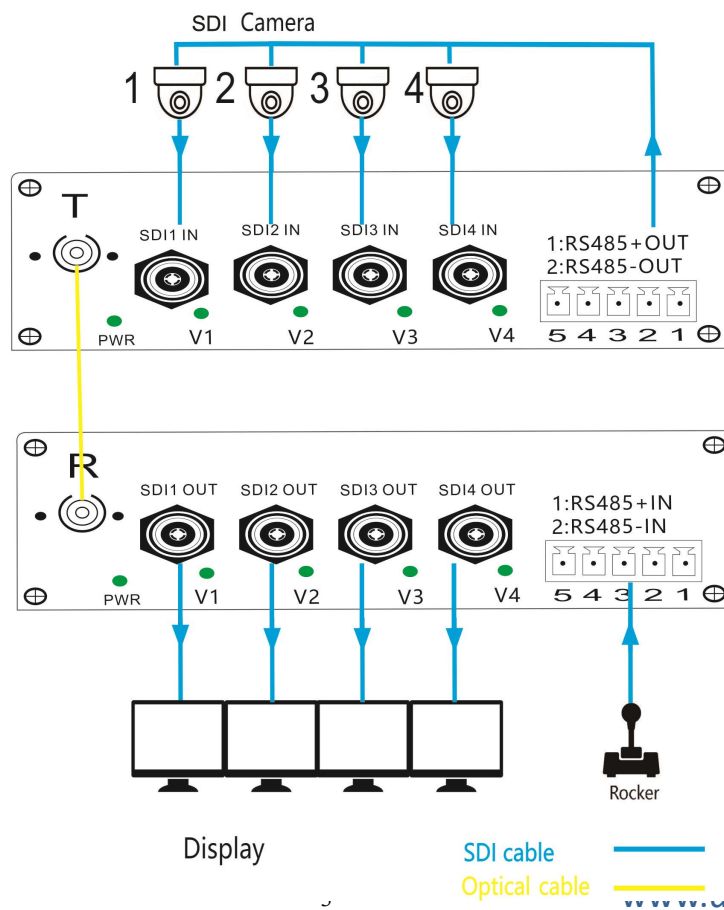 SDI Camera
1 2 3 4
T
SDI1 IN SDI2 IN SDI3 IN SDI4 IN
1:RS485+OUT
2:RS485-OUT
PWR V1 V2 V3 V4 5 4 3 2 1
R
SDI1 OUT SDI2 OUT SDI3 OUT SDI4 OUT
1:RS485+IN
2:RS485-IN
PWR V1 V2 V3 V4 5 4 3 2 1
Rocker
Display
SDI cable
Optical cable